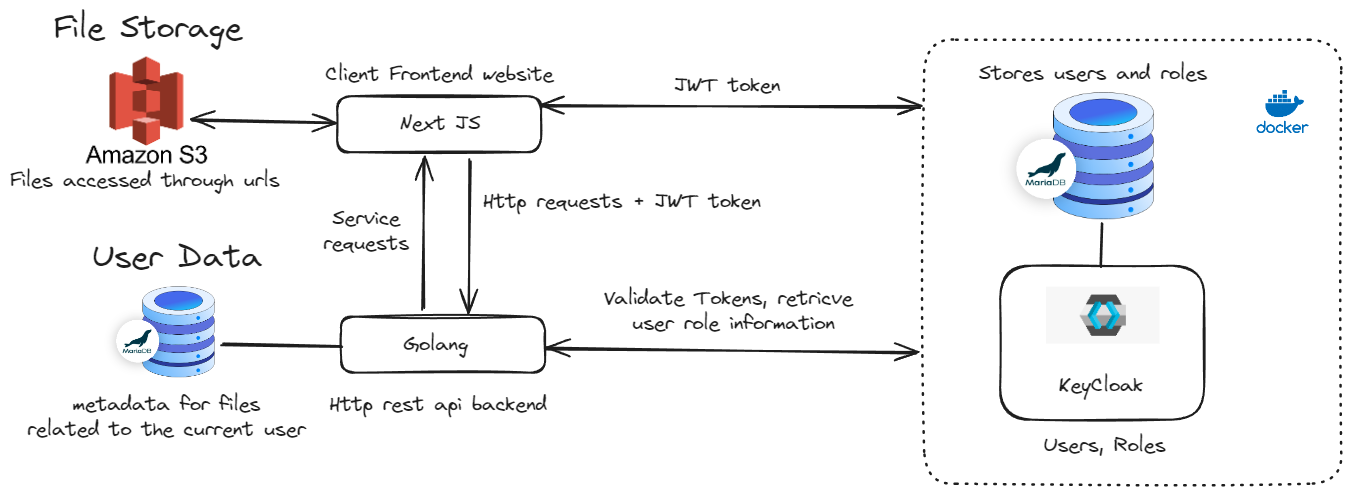 File Storage
Amazon S3
Files accessed through urls
Client Frontend website
Next JS
JWT token
Service
requests
Http requests + JWT token
User Data
MariaDB
metadata for files
related to the current user
Golang
Http rest api backend
Validate Tokens, retricve
user role information
Stores users and roles
MariaDB
docker
KeyCloak
Users, Roles